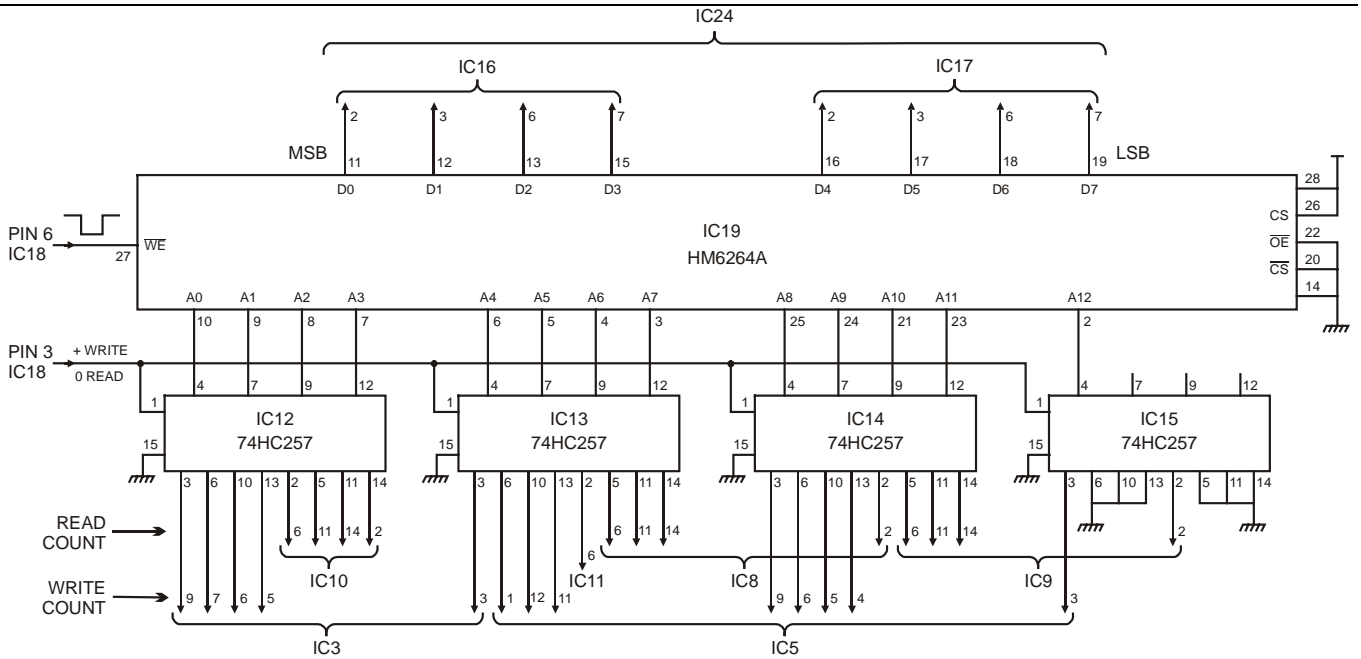 IC24
IC16 IC17
2 3 6 7 2 3 6 7
MSB 11 12 13 15 16 17 18 19 LSB
D0 D1 D2 D3 D4 D5 D6 D7
28
CS 26
PIN 6 IC19 OE 22
IC18 27 WE HM6264A CS 20
14
A0 A1 A2 A3 A4 A5 A6 A7 A8 A9 A10 A11 A12
10 9 8 7 6 5 4 3 25 24 21 23 2
PIN 3 + WRITE
IC18 0 READ
4 7 9 12 4 7 9 12 4 7 9 12 4 7 9 12
1 IC12 1 IC13 1 IC14 1 IC15
15 74HC257 15 74HC257 15 74HC257 15 74HC257
3 6 10 13 2 5 11 14 3 6 10 13 2 5 11 14 3 6 10 13 2 5 11 14 3 6 10 13 2 5 11 14
READ
COUNT 6 11 14 2 6 11 14 2 6 11 14 2
IC10 6 IC8 IC9
IC11
WRITE
COUNT 9 7 6 5 3 1 12 11 9 6 5 4 3
IC3 IC5